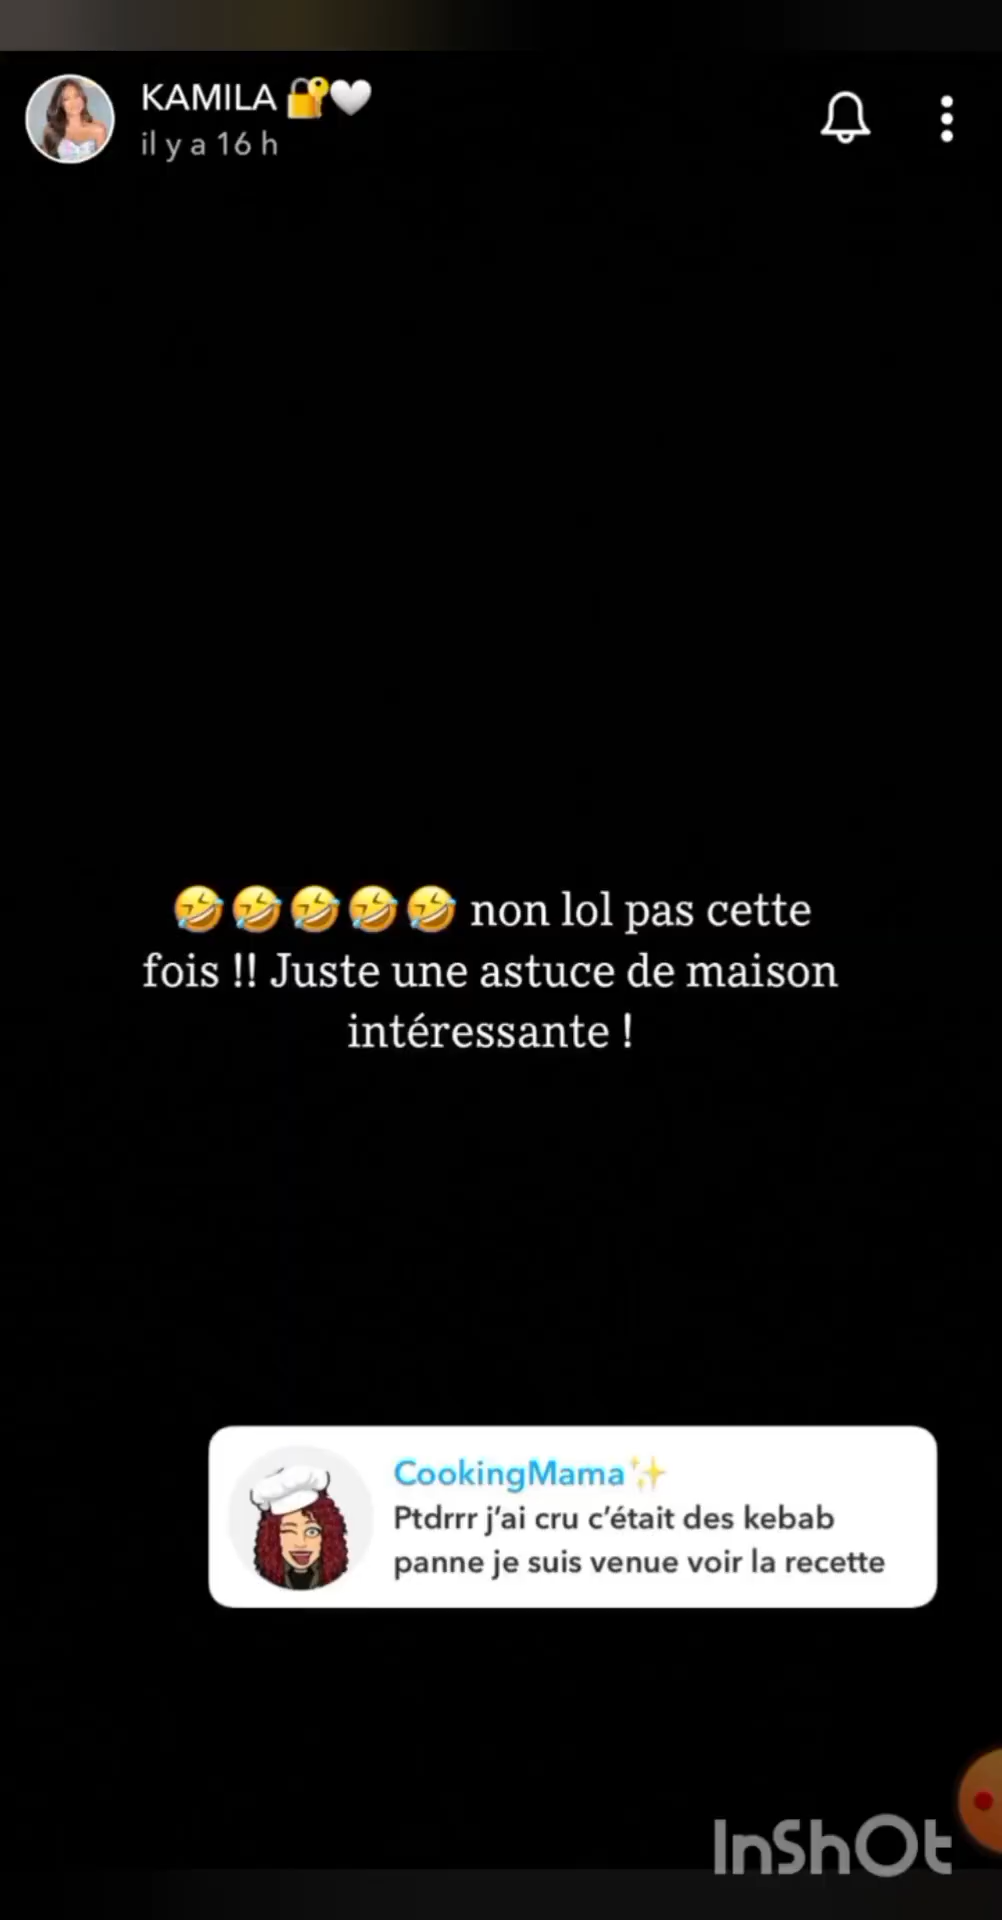 KAMILA 🔐🤍
il y a 16 h
🤣🤣🤣🤣🤣 non lol pas cette
fois !! Juste une astuce de maison
intéressante !
CookingMama✨
Ptdrrr j’ai cru c’était des kebab
panne je suis venue voir la recette
InShOt